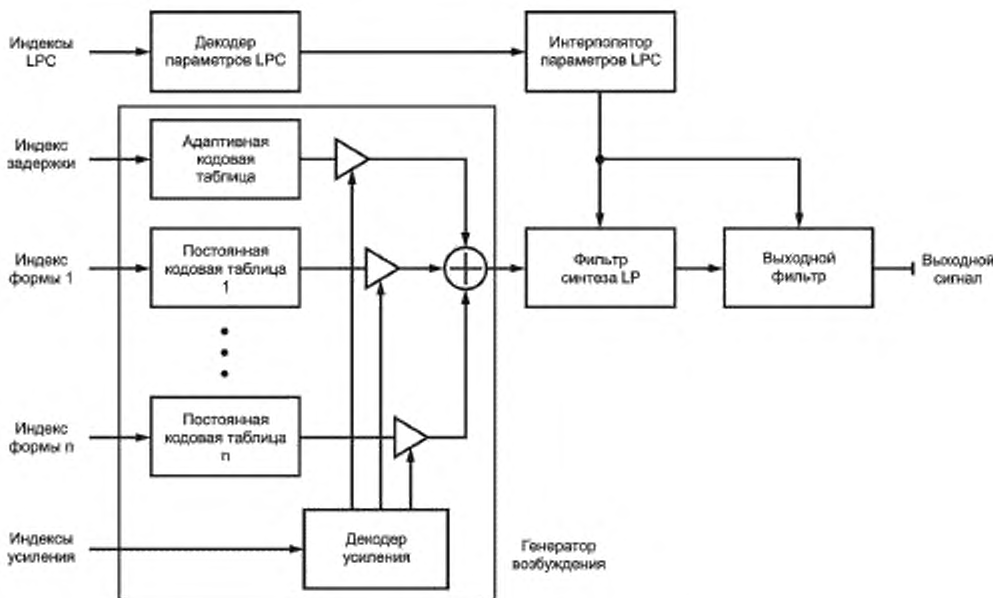 Индексы
LPC
Декодер
параметров LPC
Интерполятор
параметров LPC
Индекс
задержки
Адаптивная
кодовая
таблица
Индекс
формы 1
Постоянная
кодовая таблица
1
Фильтр
синтеза LP
Выходной
фильтр
Выходной
сигнал
Индекс
формы n
Постоянная
кодовая таблица
n
Индексы
усиления
Декодер
усиления
Генератор
возбуждения